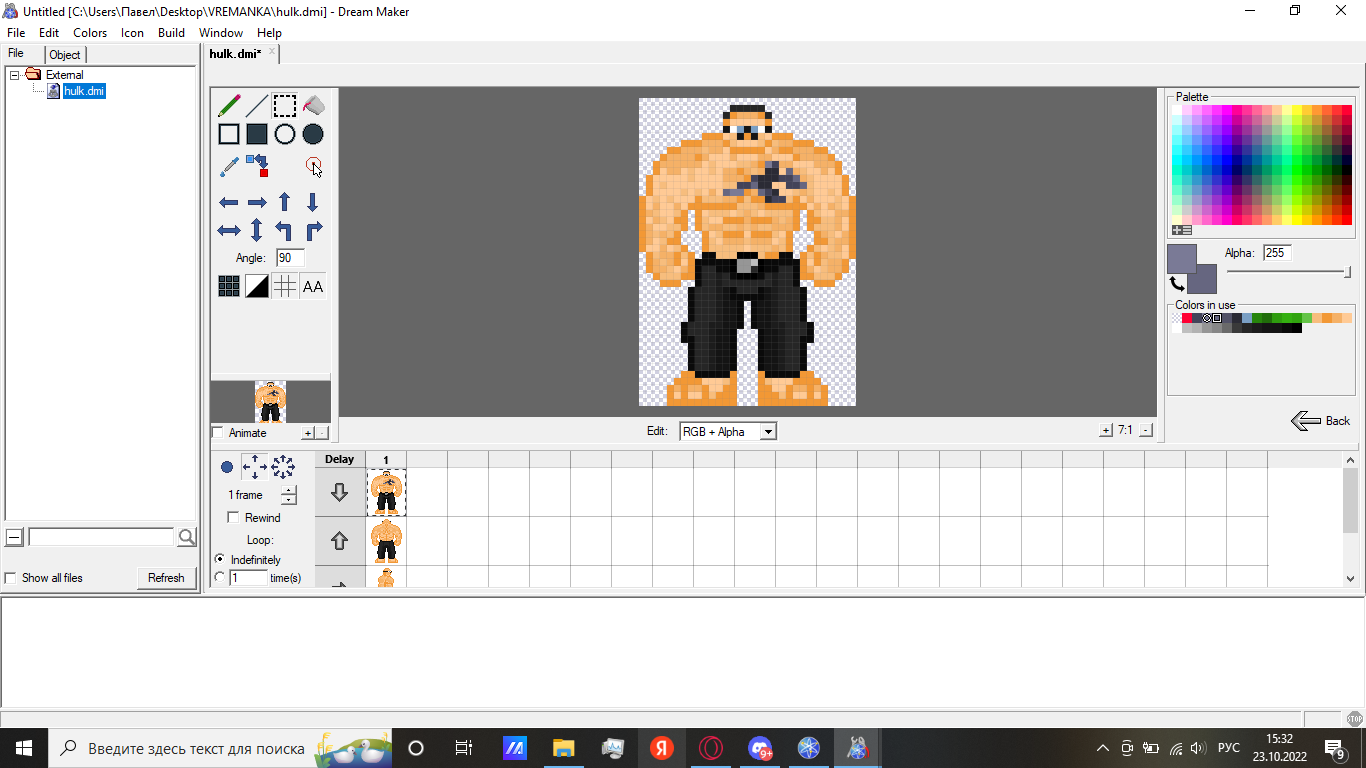 Untitled [C:\Users\Павел\Desktop\VREMANKA\hulk.dmi] - Dream Maker
File Edit Colors Icon Build Window Help
File Object
hulk.dmi*
External
hulk.dmi
Palette
Alpha: 255
Colors in use
Angle: 90
AA
Back
Animate + -
Edit: RGB + Alpha
+ 7:1 -
Delay 1
1 frame
Rewind
Loop:
Indefinitely
1 time(s)
Show all files Refresh
STOP
Введите здесь текст для поиска
Я
9+
РУС
15:32
23.10.2022
9